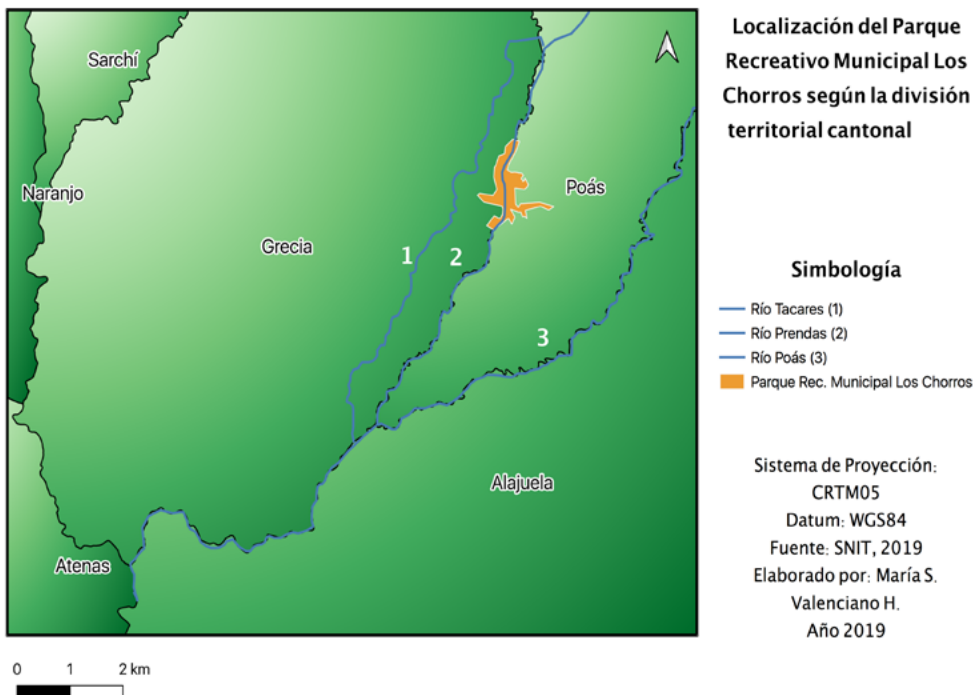 Localización del Parque
Recreativo Municipal Los
Chorros según la división
territorial cantonal
Sarchí
Naranjo
Grecia
Poás
1
2
3
Alajuela
Atenas
Simbología
Río Tacares (1)
Río Prendas (2)
Río Poás (3)
Parque Rec. Municipal Los Chorros
Sistema de Proyección:
CRTM05
Datum: WGS84
Fuente: SNIT, 2019
Elaborado por: María S.
Valenciano H.
Año 2019
0 1 2 km